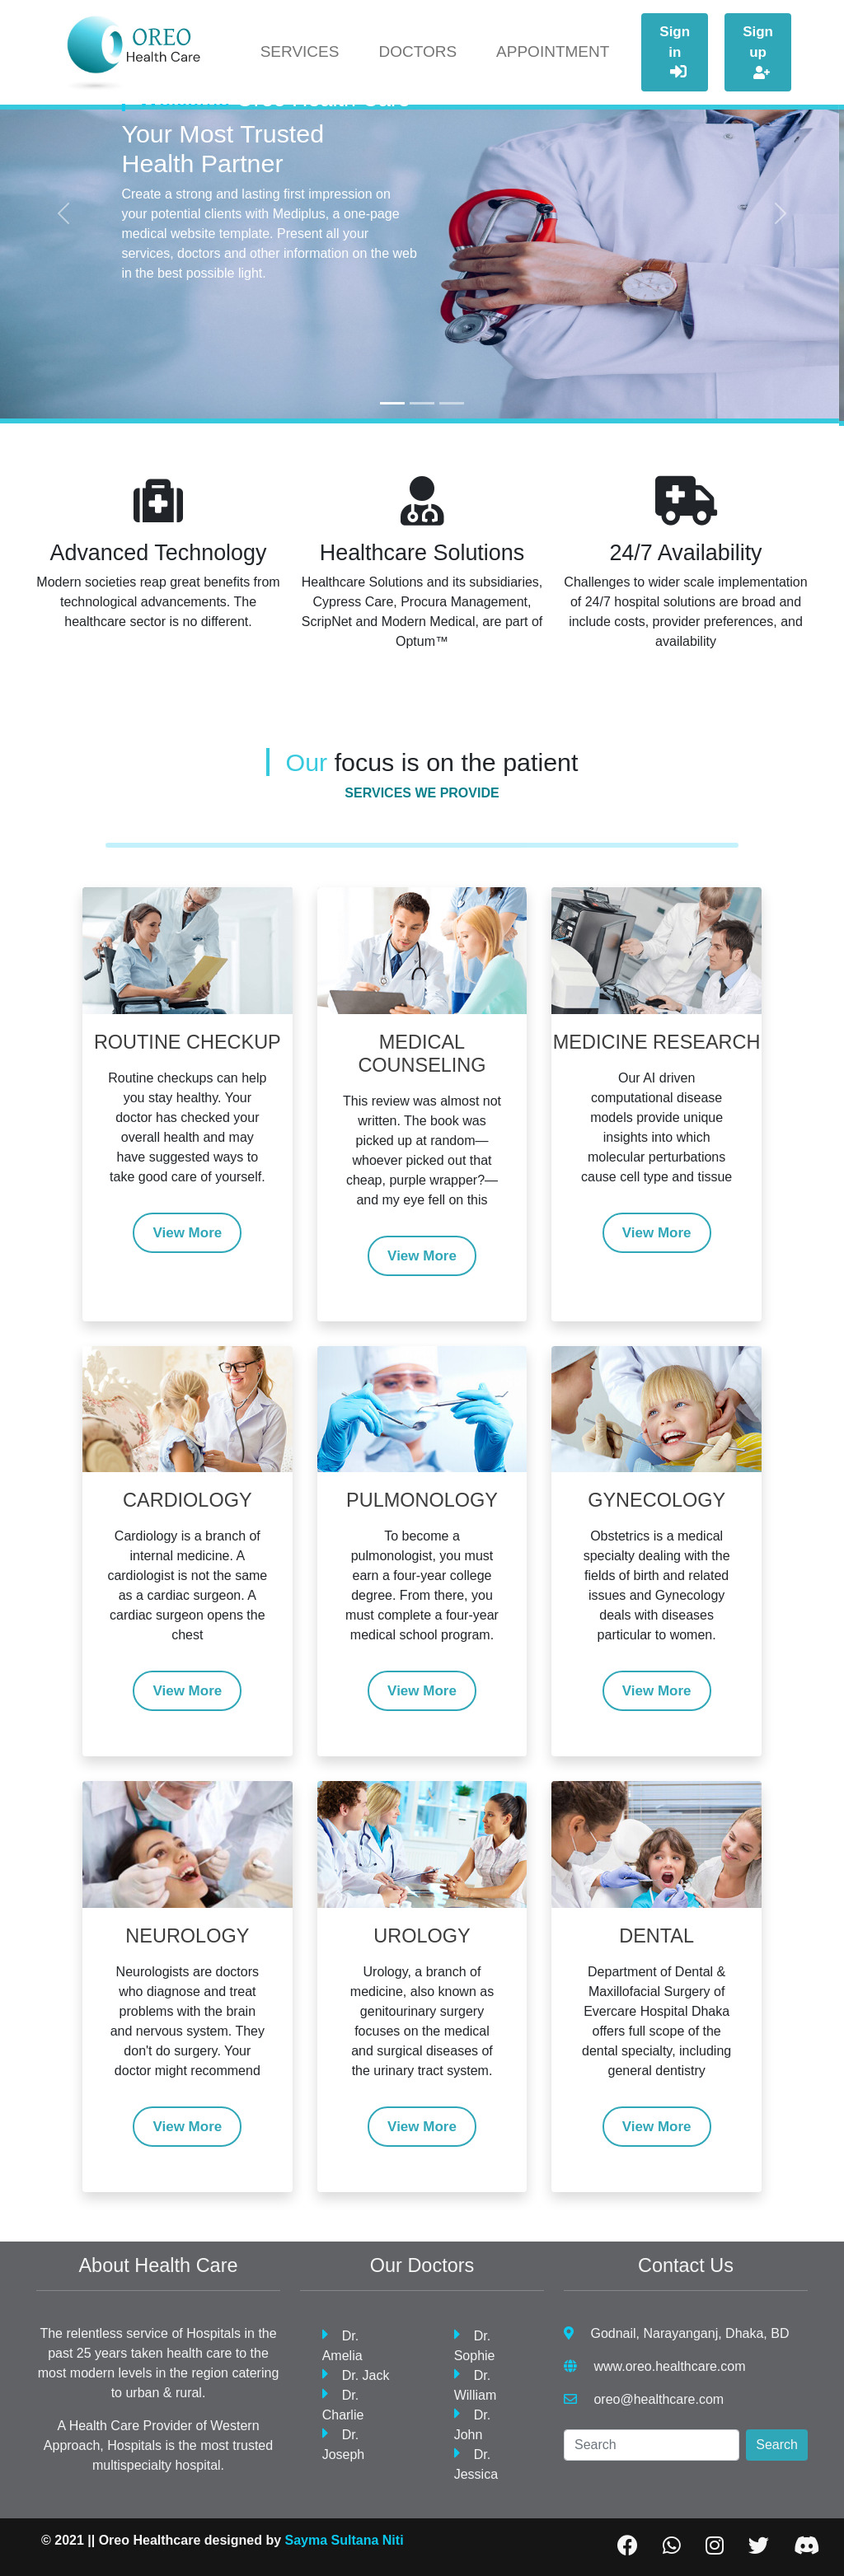 OREO
Health Care
SERVICES
DOCTORS
APPOINTMENT
Sign
in
Sign
up
Your Most Trusted
Health Partner
Create a strong and lasting first impression on
your potential clients with Mediplus, a one-page
medical website template. Present all your
services, doctors and other information on the web
in the best possible light.
Advanced Technology
Modern societies reap great benefits from
technological advancements. The
healthcare sector is no different.
Healthcare Solutions
Healthcare Solutions and its subsidiaries,
Cypress Care, Procura Management,
ScripNet and Modern Medical, are part of
Optum™
24/7 Availability
Challenges to wider scale implementation
of 24/7 hospital solutions are broad and
include costs, provider preferences, and
availability
Our focus is on the patient
SERVICES WE PROVIDE
ROUTINE CHECKUP
Routine checkups can help
you stay healthy. Your
doctor has checked your
overall health and may
have suggested ways to
take good care of yourself.
View More
MEDICAL
COUNSELING
This review was almost not
written. The book was
picked up at random—
whoever picked out that
cheap, purple wrapper?—
and my eye fell on this
View More
MEDICINE RESEARCH
Our AI driven
computational disease
models provide unique
insights into which
molecular perturbations
cause cell type and tissue
View More
CARDIOLOGY
Cardiology is a branch of
internal medicine. A
cardiologist is not the same
as a cardiac surgeon. A
cardiac surgeon opens the
chest
View More
PULMONOLOGY
To become a
pulmonologist, you must
earn a four-year college
degree. From there, you
must complete a four-year
medical school program.
View More
GYNECOLOGY
Obstetrics is a medical
specialty dealing with the
fields of birth and related
issues and Gynecology
deals with diseases
particular to women.
View More
NEUROLOGY
Neurologists are doctors
who diagnose and treat
problems with the brain
and nervous system. They
don't do surgery. Your
doctor might recommend
View More
UROLOGY
Urology, a branch of
medicine, also known as
genitourinary surgery
focuses on the medical
and surgical diseases of
the urinary tract system.
View More
DENTAL
Department of Dental &
Maxillofacial Surgery of
Evercare Hospital Dhaka
offers full scope of the
dental specialty, including
general dentistry
View More
About Health Care
The relentless service of Hospitals in the
past 25 years taken health care to the
most modern levels in the region catering
to urban & rural.
A Health Care Provider of Western
Approach, Hospitals is the most trusted
multispecialty hospital.
Our Doctors
Dr.
Amelia
Dr. Jack
Dr.
Charlie
Dr.
Joseph
Dr.
Sophie
Dr.
William
Dr.
John
Dr.
Jessica
Contact Us
Godnail, Narayanganj, Dhaka, BD
www.oreo.healthcare.com
oreo@healthcare.com
Search
Search
© 2021 || Oreo Healthcare designed by Sayma Sultana Niti